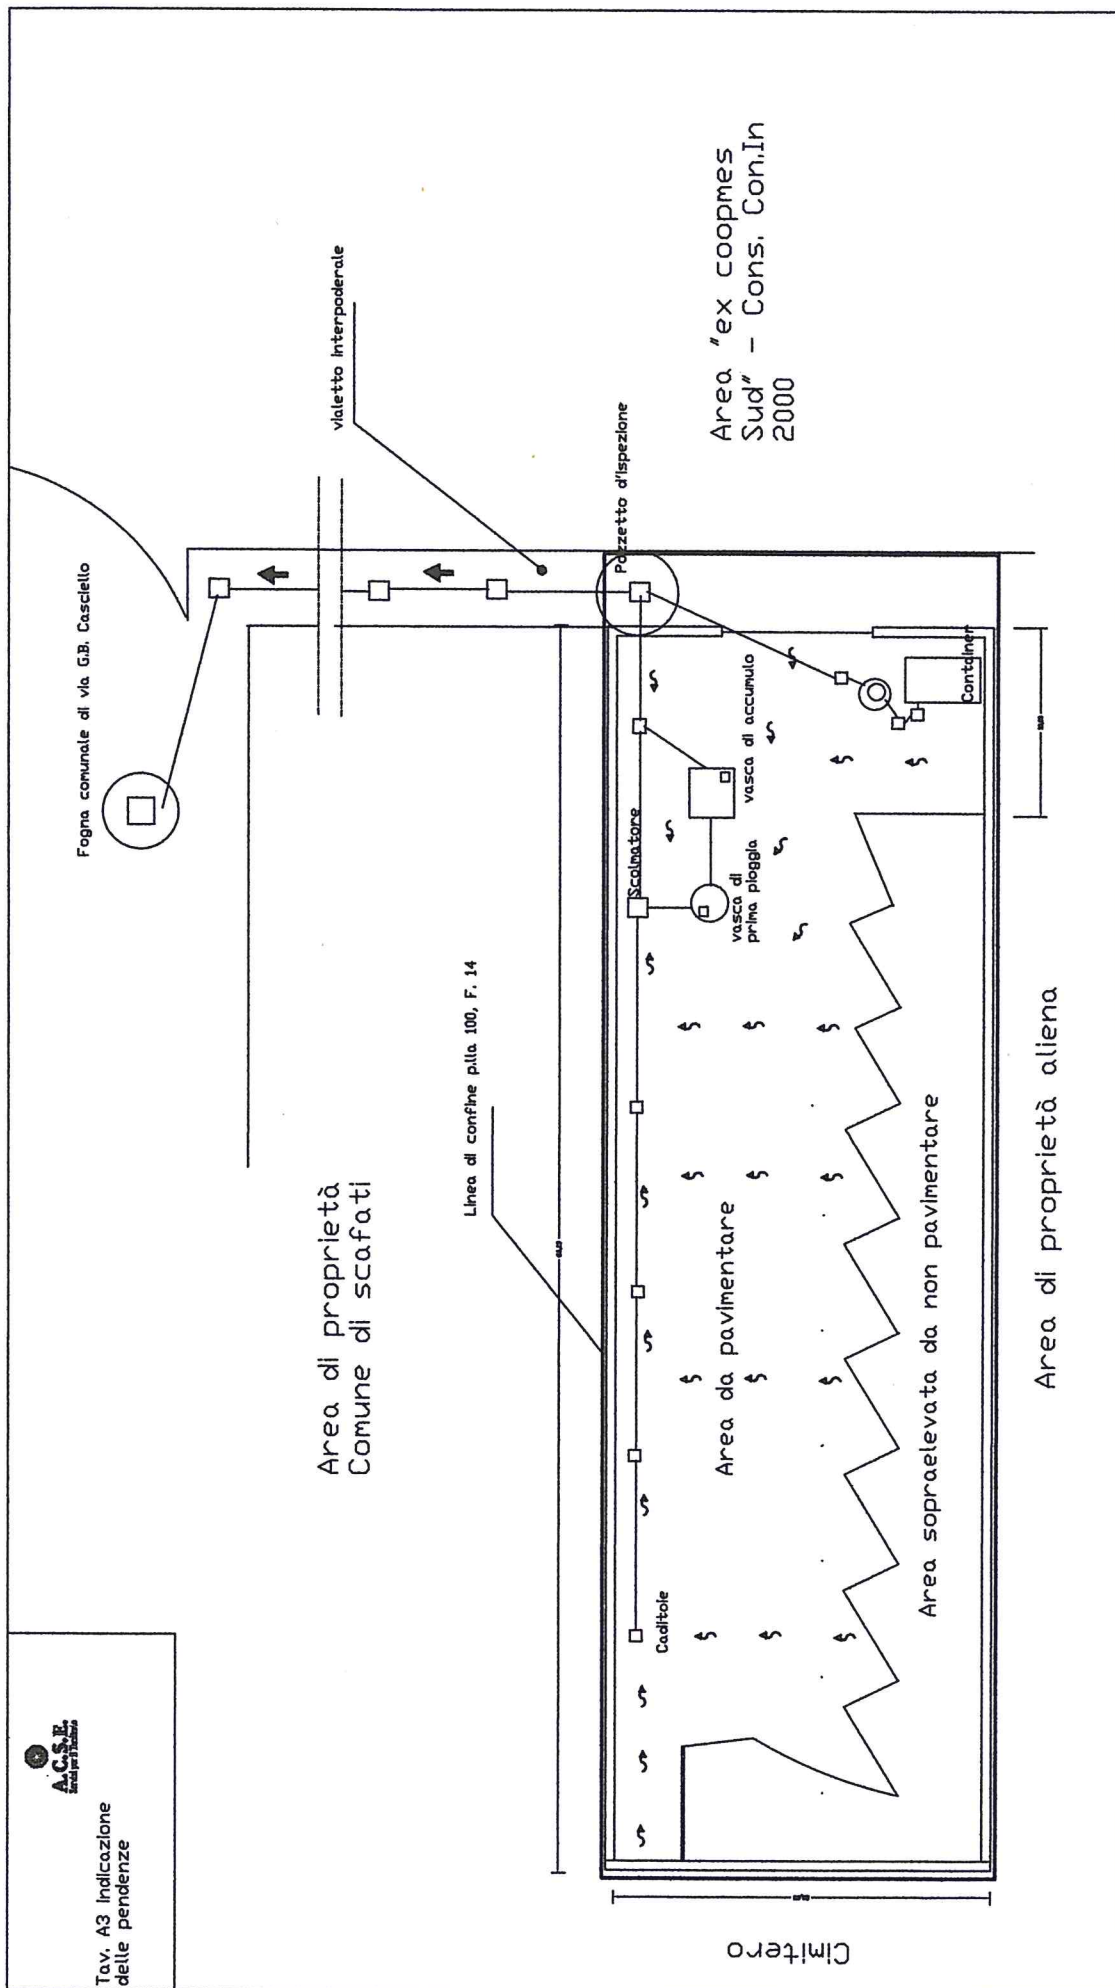 A.C.S.E.
Tav. A3 indicazione
delle pendenze
Fogna comunale di via G.B. Casciello
vialetto interpoderale
Area "ex coopmes
Sud" - Cons. Con.In
2000
Area di proprietà
Comune di scafati
Linea di confine p.lla 100, F. 14
Pozzetto d'ispezione
Scolmatore
vasca di accumulo
vasca di
prima pioggia
Container
Caditoie
Area da pavimentare
Area sopraelevata da non pavimentare
Area di proprietà aliena
Cimitero